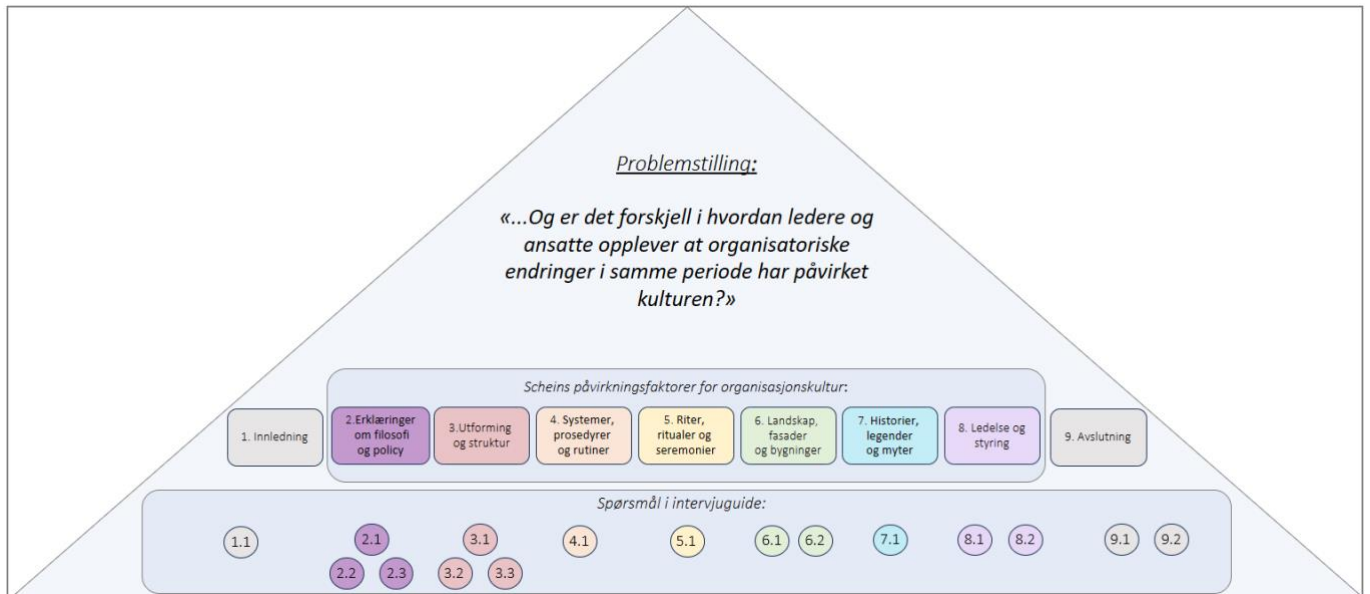 Problemstilling:
«...Og er det forskjell i hvordan ledere og
ansatte opplever at organisatoriske
endringer i samme periode har påvirket
kulturen?»
Scheins påvirkningsfaktorer for organisasjonskultur:
1. Innledning
2.Erklæringer
om filosofi
og policy
3.Utforming
og struktur
4. Systemer,
prosedyrer
og rutiner
5. Riter,
ritualer og
seremonier
6. Landskap,
fasader
og bygninger
7. Historier,
legender
og myter
8. Ledelse og
styring
9. Avslutning
Spørsmål i intervjuguide:
1.1
2.1
2.2 2.3
3.1
3.2 3.3
4.1
5.1
6.1 6.2
7.1
8.1 8.2
9.1 9.2